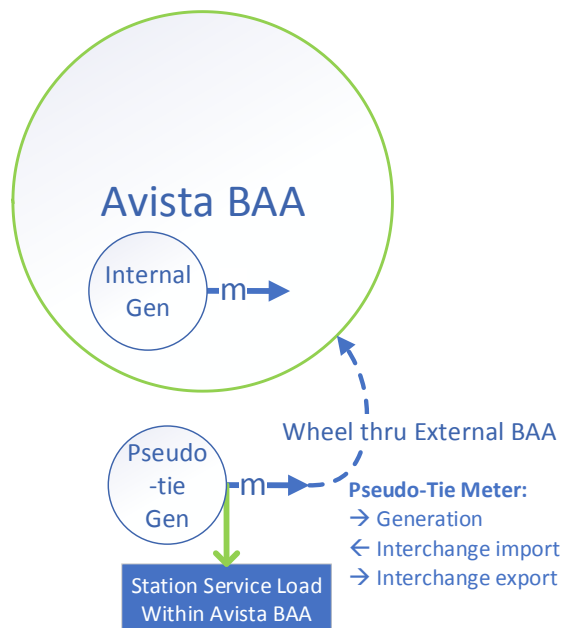 Avista BAA
Internal
Gen
m
Wheel thru External BAA
Pseudo
-tie
Gen
m
Pseudo-Tie Meter:
→ Generation
← Interchange import
→ Interchange export
Station Service Load
Within Avista BAA